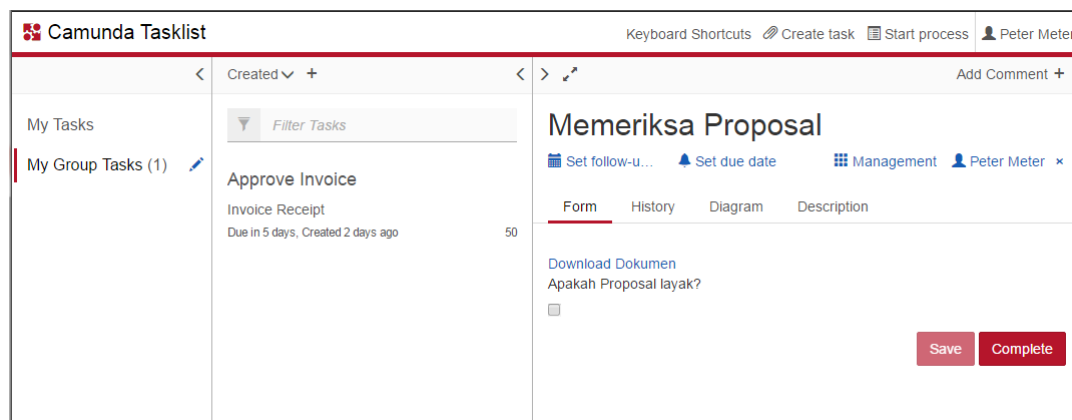 Camunda Tasklist
Keyboard Shortcuts Create task Start process Peter Meter
Created +
Add Comment +
My Tasks
My Group Tasks (1)
Filter Tasks
Approve Invoice
Invoice Receipt
Due in 5 days, Created 2 days ago 50
Memeriksa Proposal
Set follow-u... Set due date Management Peter Meter ×
Form History Diagram Description
Download Dokumen
Apakah Proposal layak?
Save Complete